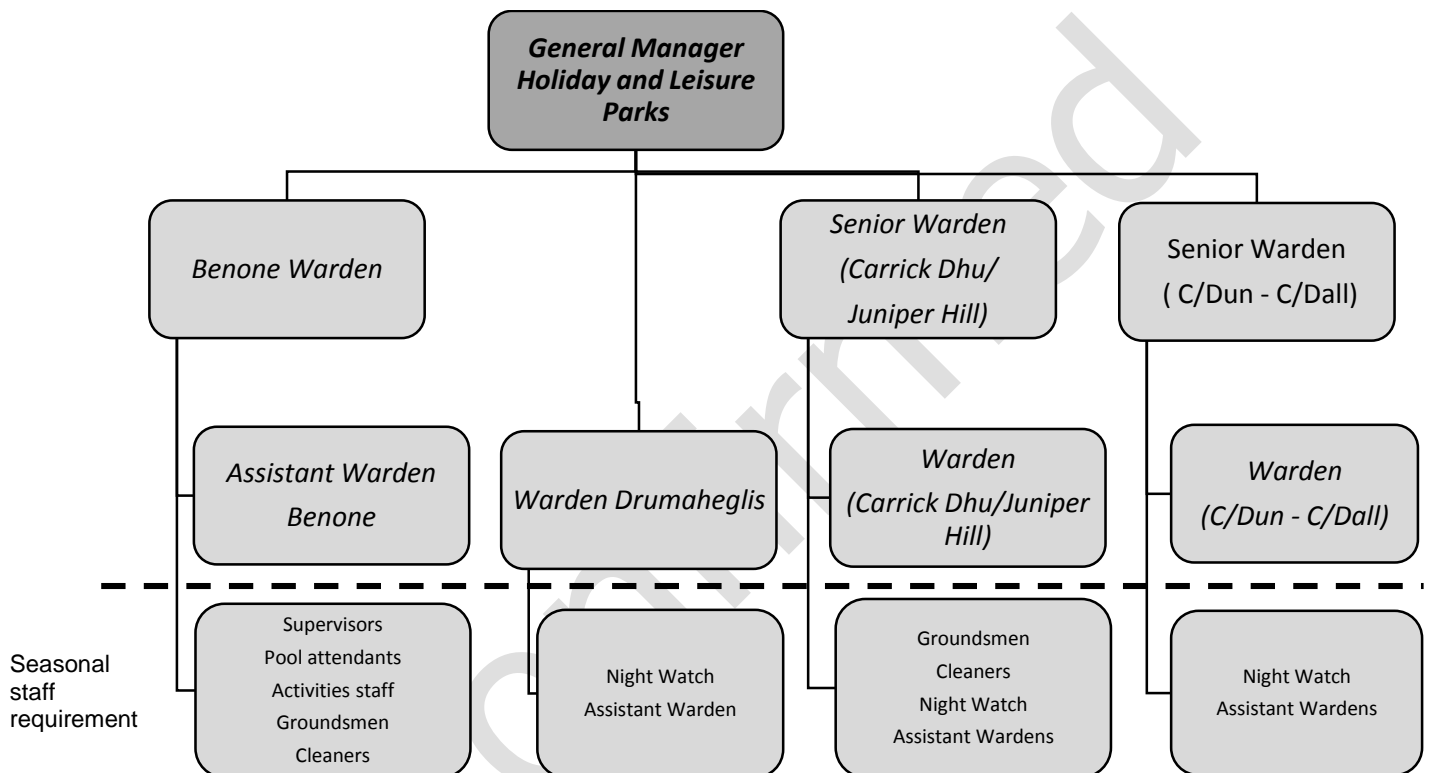 General Manager
Holiday and Leisure
Parks
Benone Warden
Senior Warden
(Carrick Dhu/
Juniper Hill)
Senior Warden
( C/Dun - C/Dall)
Assistant Warden
Benone
Warden Drumaheglis
Warden
(Carrick Dhu/Juniper
Hill)
Warden
(C/Dun - C/Dall)
Seasonal
staff
requirement
Supervisors
Pool attendants
Activities staff
Groundsmen
Cleaners
Night Watch
Assistant Warden
Groundsmen
Cleaners
Night Watch
Assistant Wardens
Night Watch
Assistant Wardens